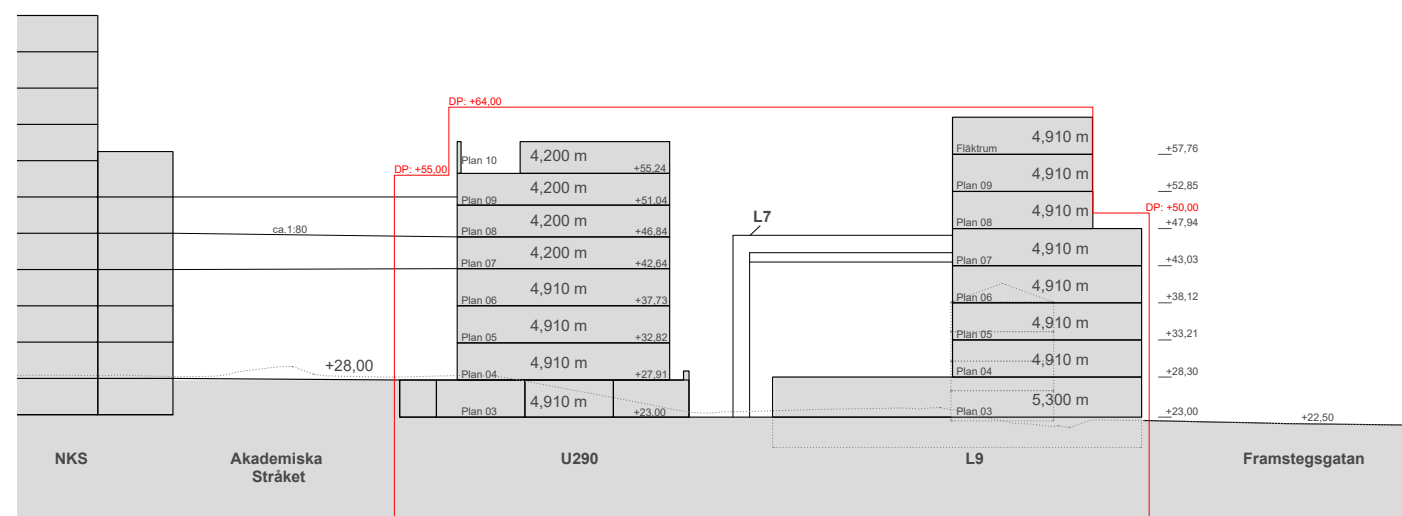 DP: +64,00
DP: +55,00
ca.1:80
+28,00
Plan 10
4,200 m
+55,24
4,200 m
Plan 09
+51,04
4,200 m
Plan 08
+46,84
4,200 m
Plan 07
+42,64
4,910 m
Plan 06
+37,73
4,910 m
Plan 05
+32,82
4,910 m
Plan 04
+27,91
4,910 m
Plan 03
+23,00
L7
4,910 m
Fläktrum
+57,76
4,910 m
Plan 09
+52,85
4,910 m
DP: +50,00
Plan 08
+47,94
4,910 m
Plan 07
+43,03
4,910 m
Plan 06
+38,12
4,910 m
Plan 05
+33,21
4,910 m
Plan 04
+28,30
5,300 m
Plan 03
+23,00
+22,50
NKS
Akademiska
Stråket
U290
L9
Framstegsgatan